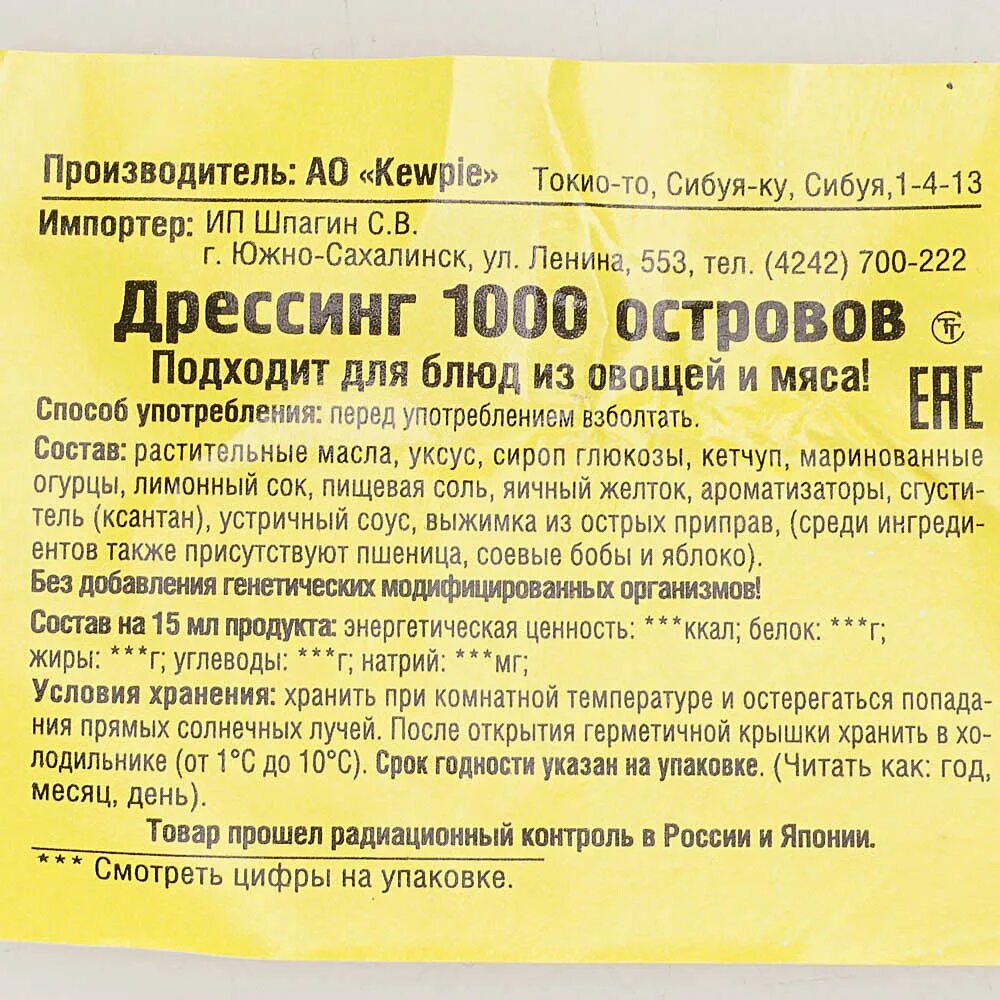 Производитель: АО «Kewpie» Токио-то, Сибуя-ку, Сибуя,1-4-13
Импортер: ИП Шпагин С.В.
г. Южно-Сахалинск, ул. Ленина, 553, тел. (4242) 700-222
Дрессинг 1000 островов
Подходит для блюд из овощей и мяса!
EAC
Способ употребления: перед употреблением взболтать.
Состав: растительные масла, уксус, сироп глюкозы, кетчуп, маринованные
огурцы, лимонный сок, пищевая соль, яичный желток, ароматизаторы, сгусти-
тель (ксантан), устричный соус, выжимка из острых приправ, (среди ингреди-
ентов также присутствуют пшеница, соевые бобы и яблоко).
Без добавления генетических модифицированных организмов!
Состав на 15 мл продукта: энергетическая ценность: ***ккал; белок: ***г;
жиры: ***г; углеводы: ***г; натрий: ***мг;
Условия хранения: хранить при комнатной температуре и остерегаться попада-
ния прямых солнечных лучей. После открытия герметичной крышки хранить в хо-
лодильнике (от 1°С до 10°С). Срок годности указан на упаковке. (Читать как: год,
месяц, день).
Товар прошел радиационный контроль в России и Японии.
*** Смотреть цифры на упаковке.